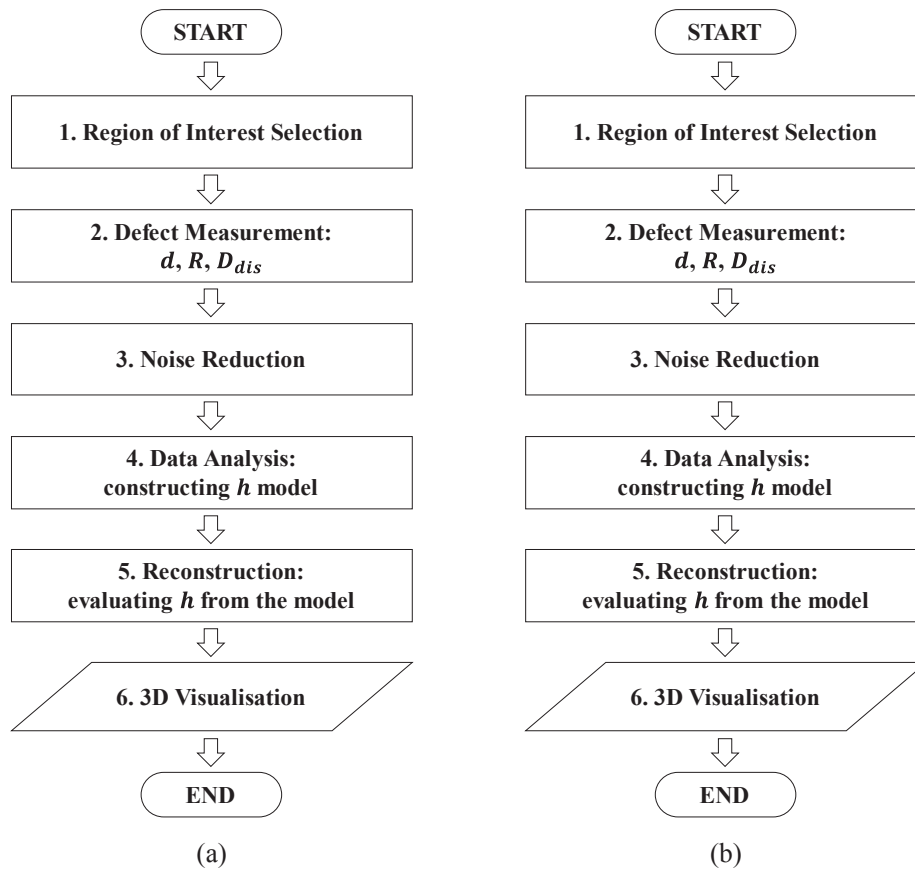 START
1. Region of Interest Selection
2. Defect Measurement:
d, R, D_dis
3. Noise Reduction
4. Data Analysis:
constructing h model
5. Reconstruction:
evaluating h from the model
6. 3D Visualisation
END
(a)
START
1. Region of Interest Selection
2. Defect Measurement:
d, R, D_dis
3. Noise Reduction
4. Data Analysis:
constructing h model
5. Reconstruction:
evaluating h from the model
6. 3D Visualisation
END
(b)